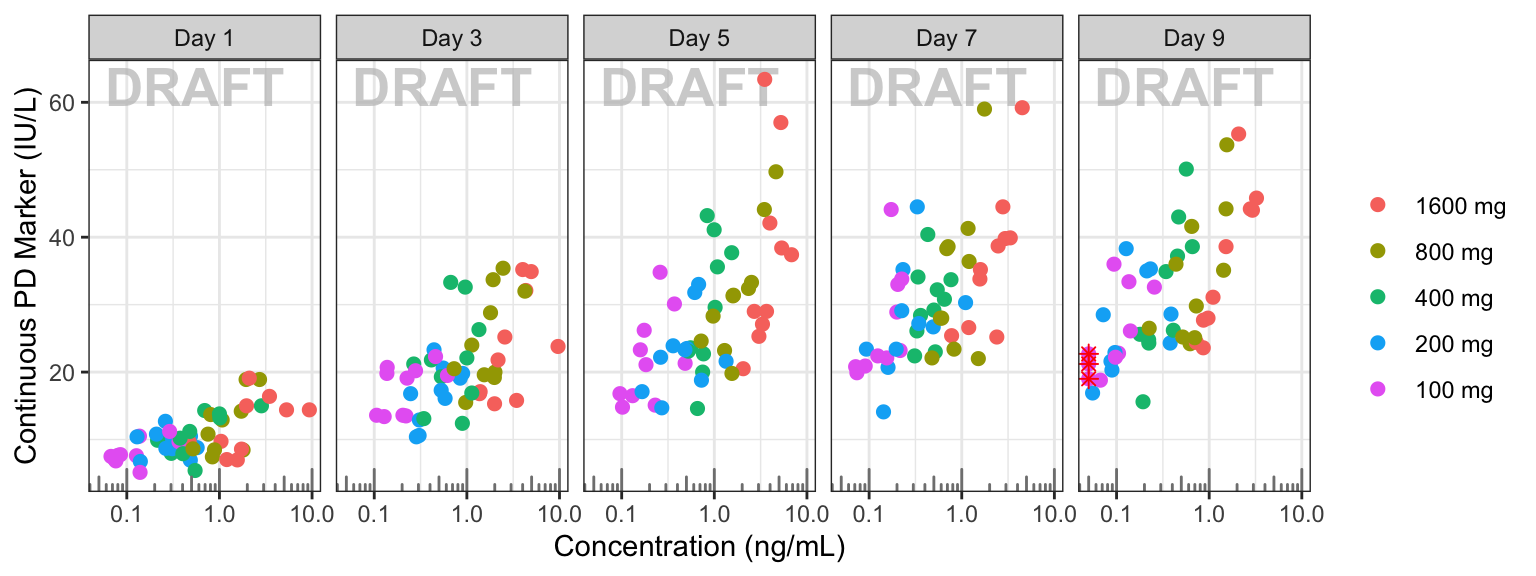 Day 1 Day 3 Day 5 Day 7 Day 9
DRAFT DRAFT DRAFT DRAFT DRAFT
Continuous PD Marker (IU/L)
60
40
20
0.1 1.0 10.0 0.1 1.0 10.0 0.1 1.0 10.0 0.1 1.0 10.0 0.1 1.0 10.0
Concentration (ng/mL)
1600 mg
800 mg
400 mg
200 mg
100 mg